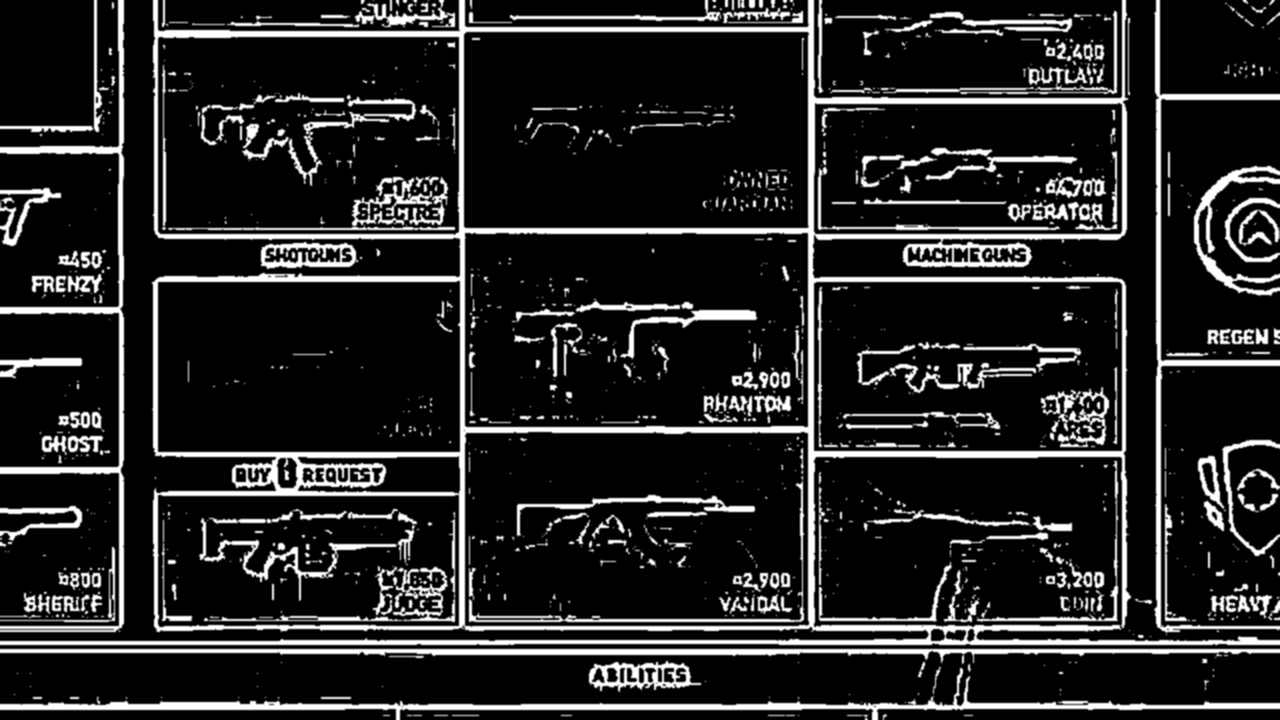 STINGER
BULLDOG
¤2,400
OUTLAW
¤1,600
SPECTRE
OWNED
GUARDIAN
¤4,700
OPERATOR
¤450
FRENZY
SHOTGUNS
MACHINE GUNS
REGEN S
¤2,900
PHANTOM
¤500
GHOST
¤1,600
ARES
BUY REQUEST
¤800
SHERIFF
¤1,850
JUDGE
¤2,900
VANDAL
¤3,200
ODIN
HEAVY
ABILITIES